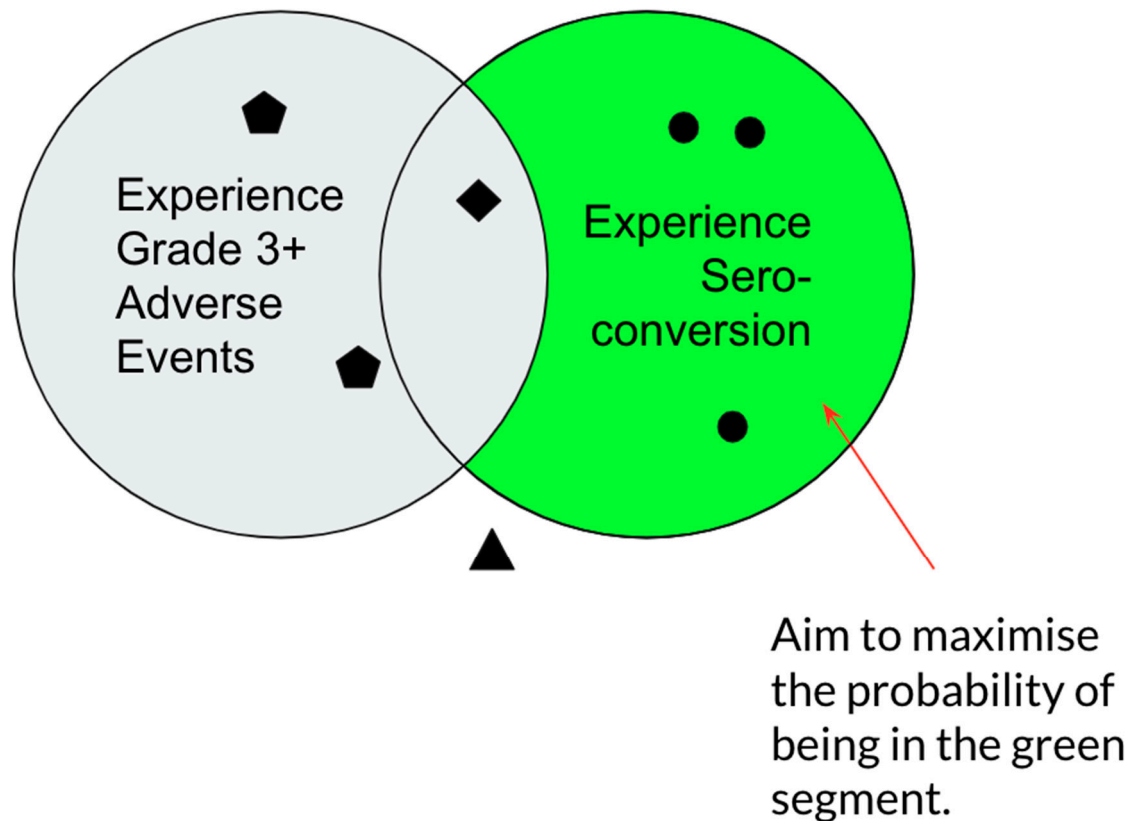 Experience
Grade 3+
Adverse
Events
Experience
Sero-
conversion
Aim to maximise
the probability of
being in the green
segment.